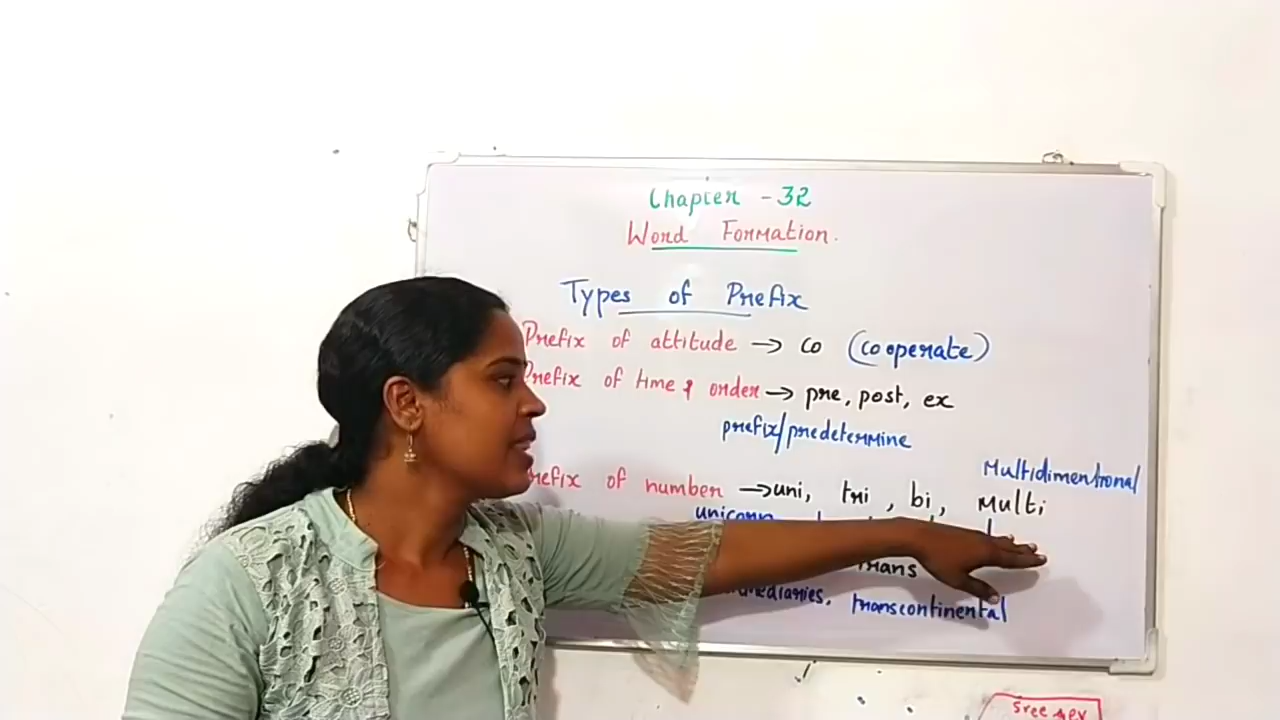 Chapter - 32
Word Formation.
Types of Prefix
Prefix of attitude → co (cooperate)
Prefix of time & order → pre, post, ex
prefix/predetermine
Multidimentional
Prefix of number → uni, tri, bi, Multi
unicorn
trans
transcontinental